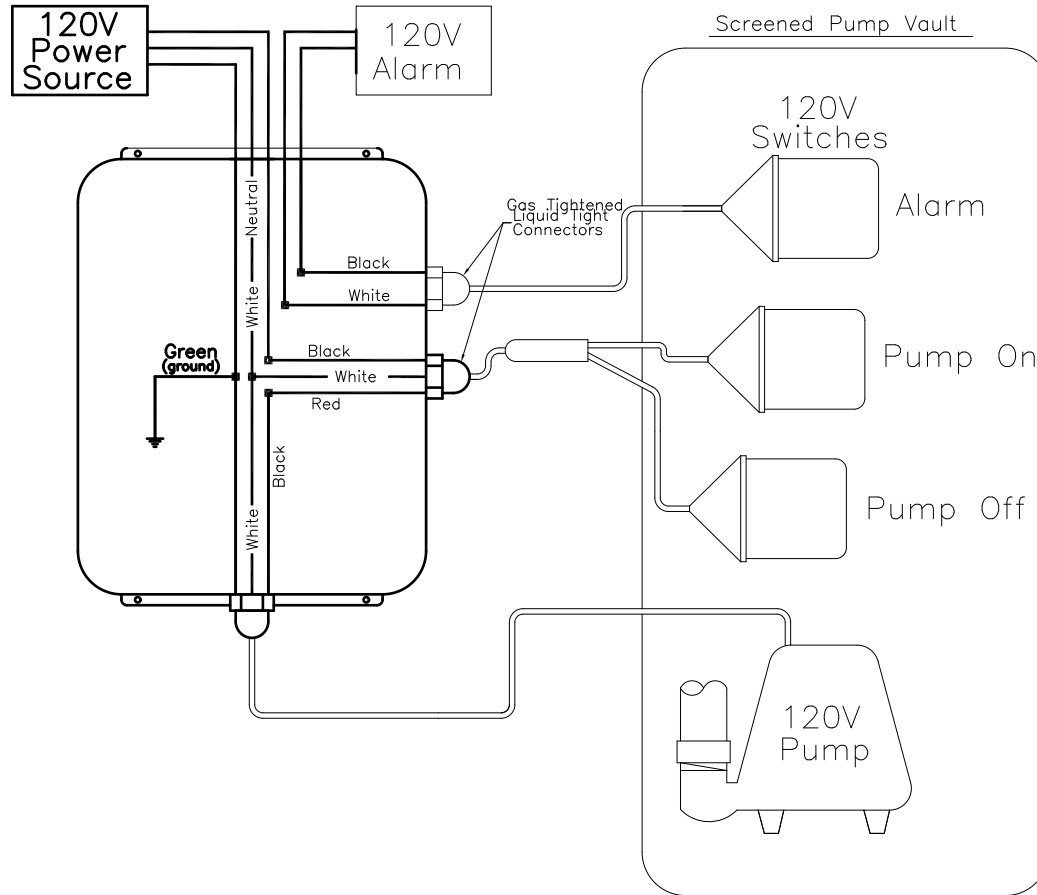 120V
Power
Source
120V
Alarm
Screened Pump Vault
120V
Switches
Alarm
Gas Tightened
Liquid Tight
Connectors
Neutral
White
Black
White
Black
White
Red
Green
(ground)
Pump On
Black
White
Pump Off
120V
Pump